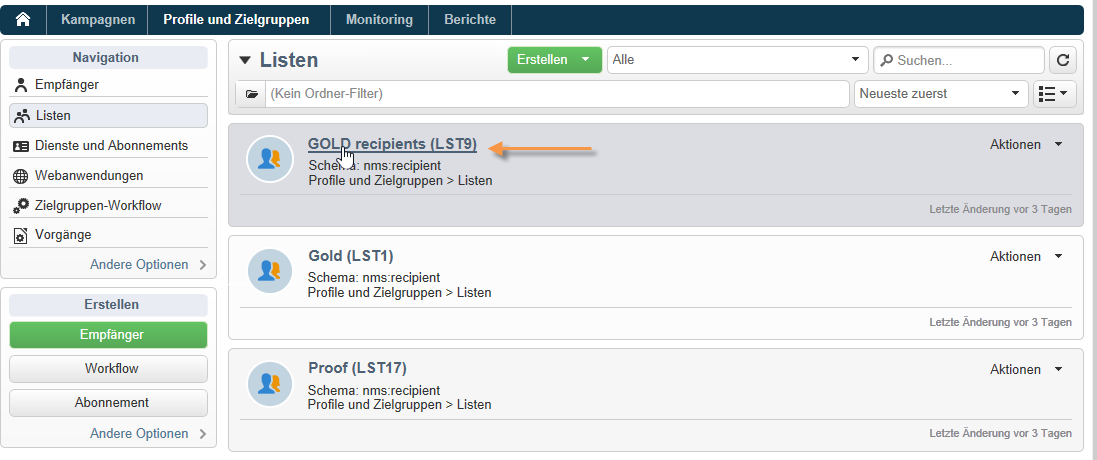 Kampagnen Profile und Zielgruppen Monitoring Berichte
Navigation
Empfänger
Listen
Dienste und Abonnements
Webanwendungen
Zielgruppen-Workflow
Vorgänge
Andere Optionen
Erstellen
Empfänger
Workflow
Abonnement
Andere Optionen
Listen Erstellen Alle Suchen...
(Kein Ordner-Filter) Neueste zuerst
GOLD recipients (LST9) Aktionen
Schema: nms:recipient
Profile und Zielgruppen > Listen
Letzte Änderung vor 3 Tagen
Gold (LST1) Aktionen
Schema: nms:recipient
Profile und Zielgruppen > Listen
Letzte Änderung vor 3 Tagen
Proof (LST17) Aktionen
Schema: nms:recipient
Profile und Zielgruppen > Listen
Letzte Änderung vor 3 Tagen